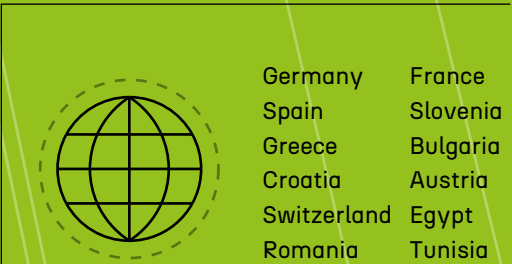 Germany
Spain
Greece
Croatia
Switzerland
Romania
France
Slovenia
Bulgaria
Austria
Egypt
Tunisia